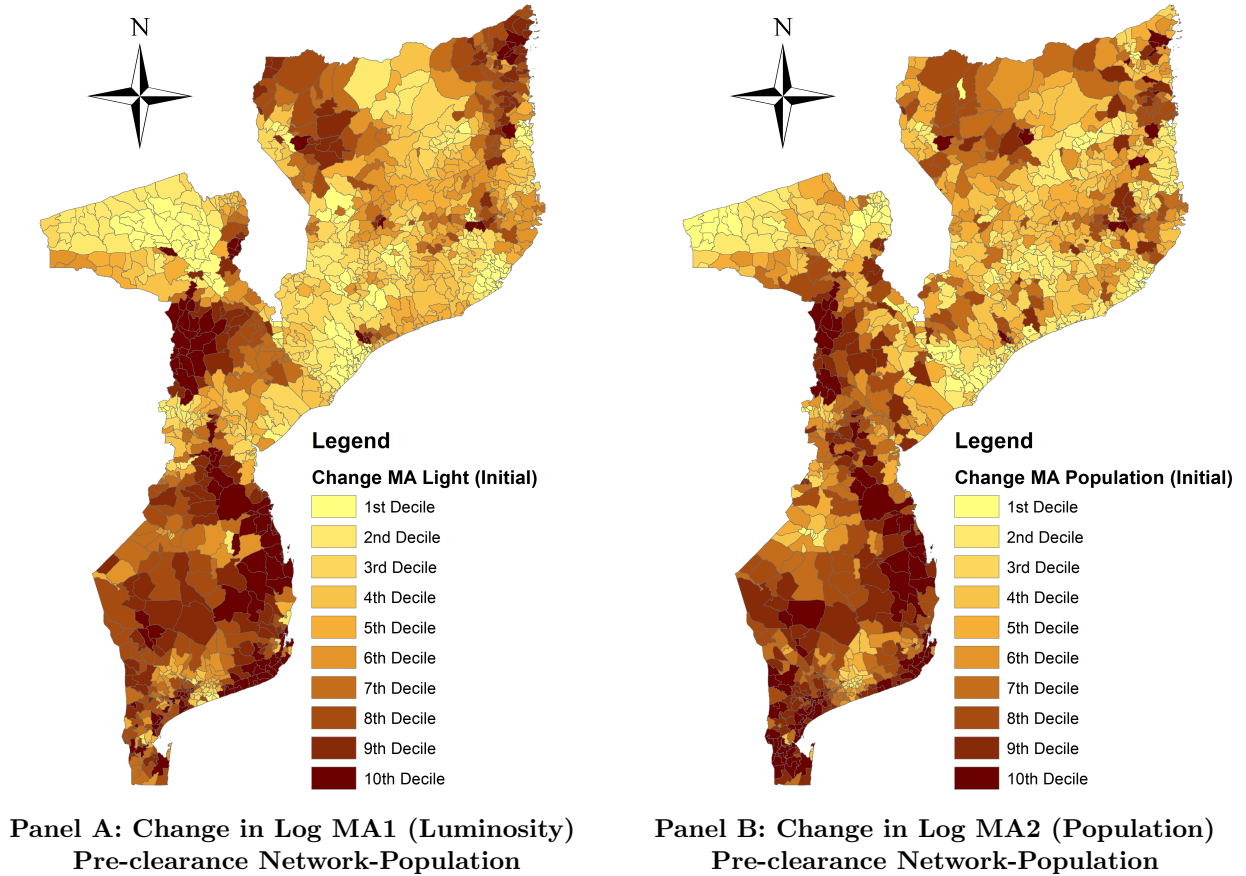 N
Legend
Change MA Light (Initial)
1st Decile
2nd Decile
3rd Decile
4th Decile
5th Decile
6th Decile
7th Decile
8th Decile
9th Decile
10th Decile
Panel A: Change in Log MA1 (Luminosity)
Pre-clearance Network-Population
N
Legend
Change MA Population (Initial)
1st Decile
2nd Decile
3rd Decile
4th Decile
5th Decile
6th Decile
7th Decile
8th Decile
9th Decile
10th Decile
Panel B: Change in Log MA2 (Population)
Pre-clearance Network-Population